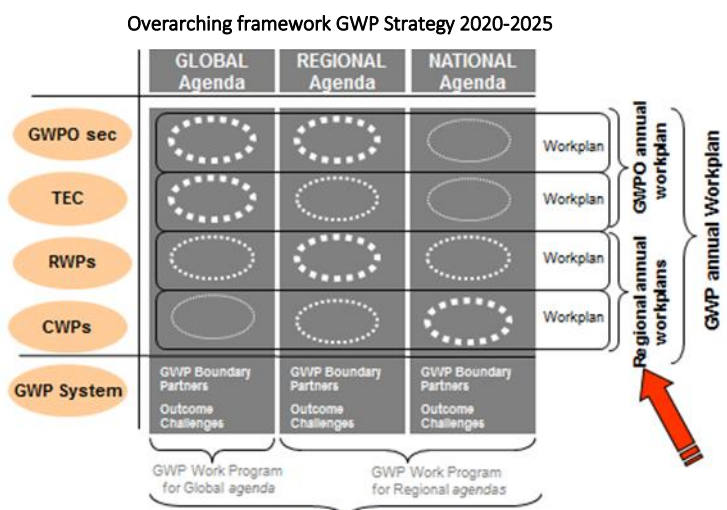 Overarching framework GWP Strategy 2020-2025
GLOBAL
Agenda
REGIONAL
Agenda
NATIONAL
Agenda
GWPO sec
Workplan
TEC
Workplan
RWPs
Workplan
CWPs
Workplan
GWPO annual
workplan
Regional annual
workplans
GWP annual Workplan
GWP System
GWP Boundary
Partners
Outcome
Challenges
GWP Boundary
Partners
Outcome
Challenges
GWP Boundary
Partners
Outcome
Challenges
GWP Work Program
for Global agenda
GWP Work Program
for Regional agendas